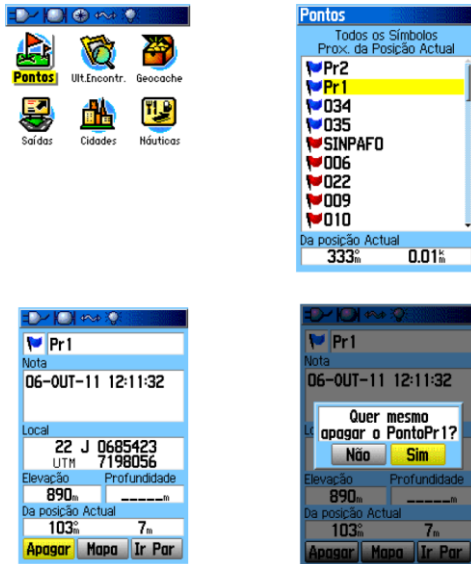 Pontos Ult.Encontr. Geocache
Saídas Cidades Náuticas
Pontos
Todos os Símbolos
Prox. da Posição Actual
Pr2
Pr1
034
035
SINPAFO
006
022
009
010
Da posição Actual
333°m 0.01km
Pr1
Nota
06-OUT-11 12:11:32
Local
22 J 0685423
UTM 7198056
Elevação Profundidade
890m _____m
Da posição Actual
103°m 7m
Apagar Mapa Ir Par
Pr1
Nota
06-OUT-11 12:11:32
Quer mesmo
apagar o PontoPr1?
Não Sim
Elevação Profundidade
890m _____m
Da posição Actual
103°m 7m
Apagar Mapa Ir Par